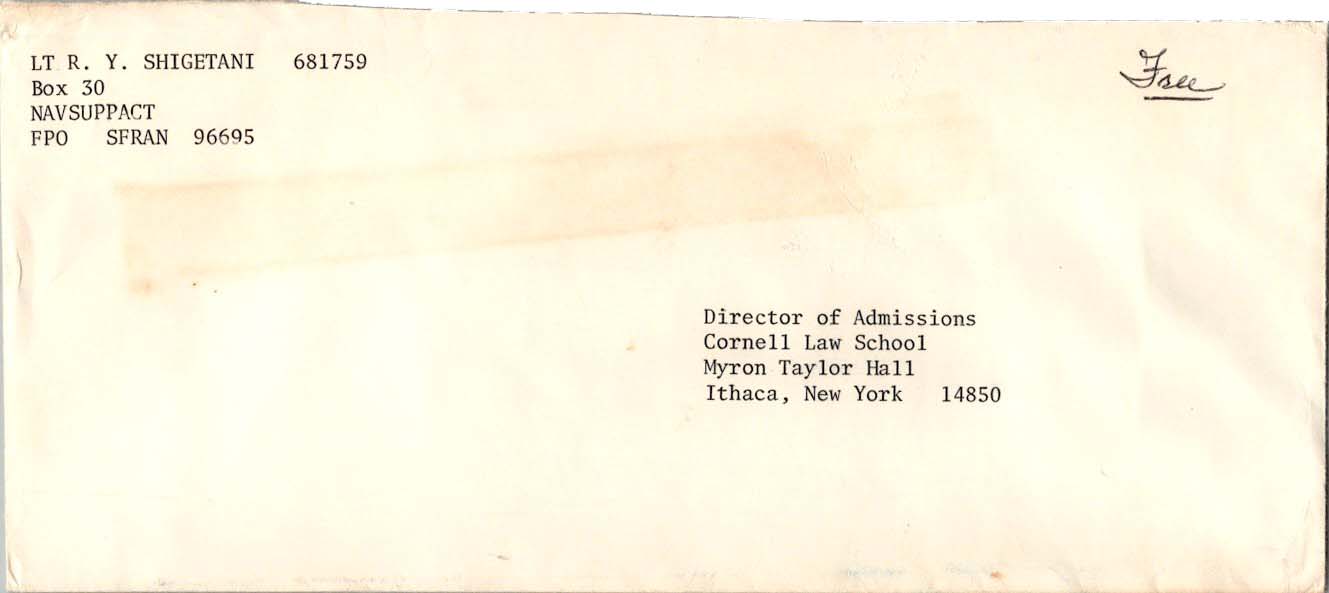 LT R. Y. SHIGETANI 681759
Box 30
NAVSUPPACT
FPO SFRAN 96695
Free
Director of Admissions
Cornell Law School
Myron Taylor Hall
Ithaca, New York 14850